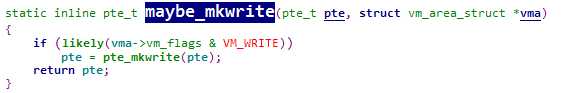 static inline pte_t maybe_mkwrite(pte_t pte, struct vm_area_struct *vma)
{
    if (likely(vma->vm_flags & VM_WRITE))
        pte = pte_mkwrite(pte);
    return pte;
}